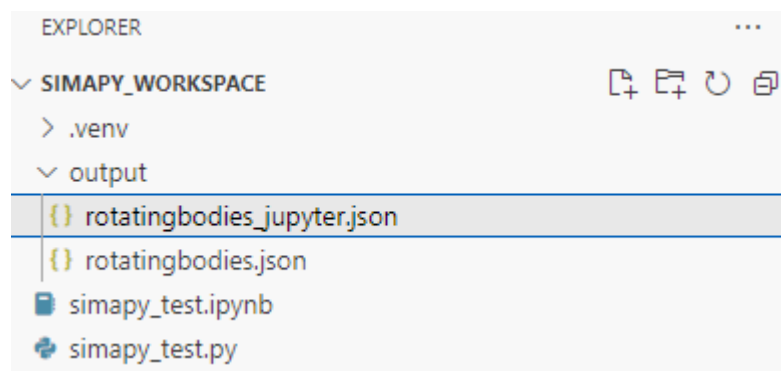 EXPLORER
SIMAPY_WORKSPACE
.venv
output
{} rotatingbodies_jupyter.json
{} rotatingbodies.json
simapy_test.ipynb
simapy_test.py